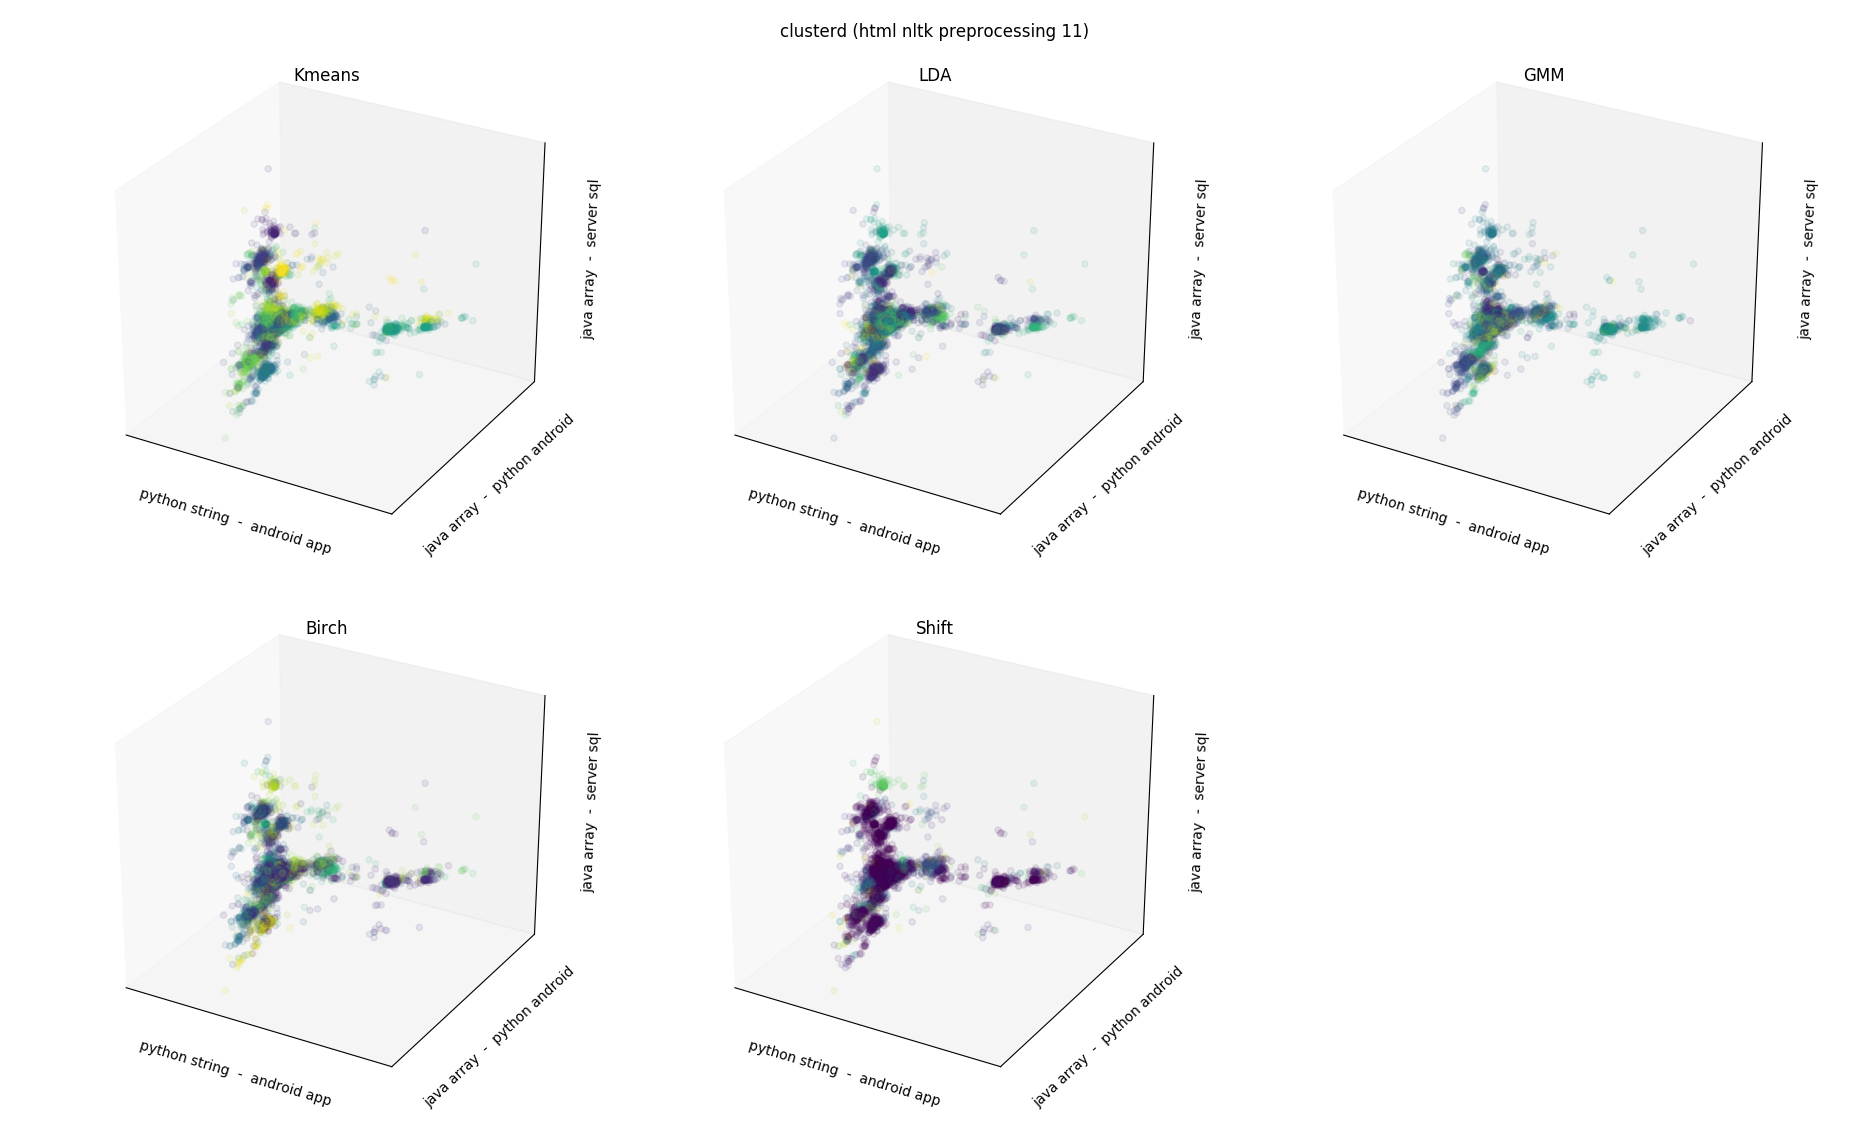 clusterd (html nltk preprocessing 11)
Kmeans
java array  -  server sql
java array  -  python android
python string  -  android app
LDA
java array  -  server sql
java array  -  python android
python string  -  android app
GMM
java array  -  server sql
java array  -  python android
python string  -  android app
Birch
java array  -  server sql
java array  -  python android
python string  -  android app
Shift
java array  -  server sql
java array  -  python android
python string  -  android app